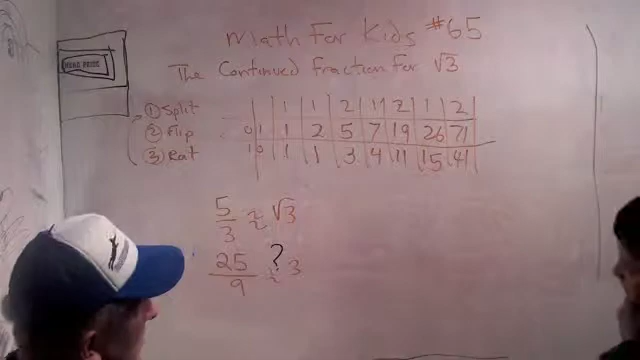 Math For Kids #65
The Continued Fraction for √3
① Split 1 1 2 1 2 1 2
② Flip 0 1 1 2 5 7 19 26 71
③ Rat 1 0 1 1 3 4 11 15 41
5/3 ≈ √3
25/9 ≈? 3